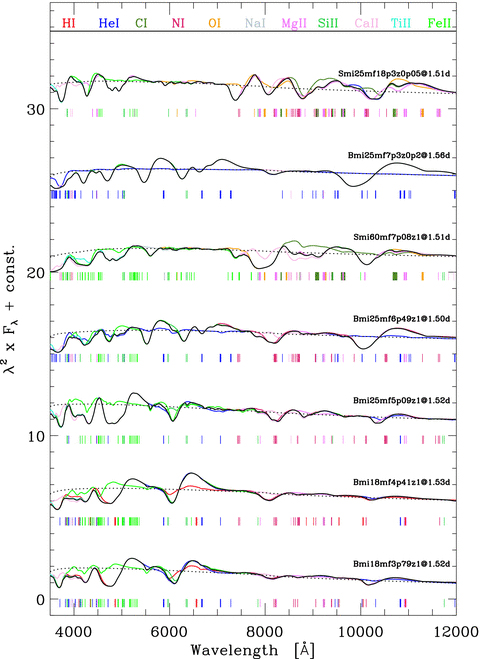 HI HeI CI NI OI NaI MgII SiII CaII TiII FeII
Smi25mf18p3z0p05@1.51d
30
Bmi25mf7p3z0p2@1.56d
Smi60mf7p08z1@1.51d
20
λ² x Fλ + const.
Bmi25mf6p49z1@1.50d
Bmi25mf5p09z1@1.52d
10
Bmi18mf4p41z1@1.53d
Bmi18mf3p79z1@1.52d
0
4000 6000 8000 10000 12000
Wavelength [Å]